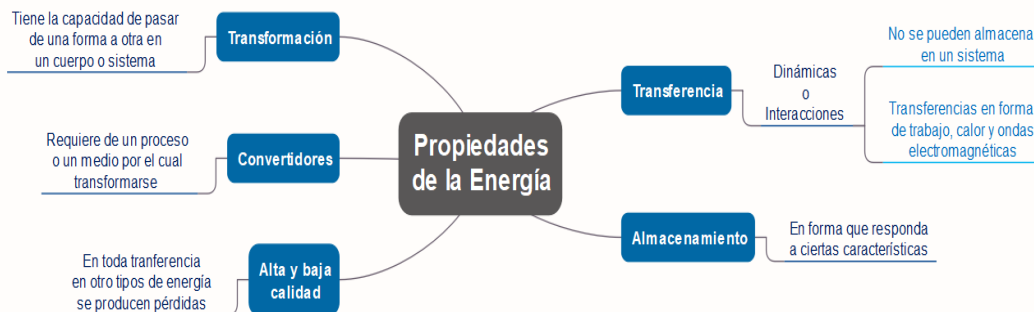 Tiene la capacidad de pasar
de una forma a otra en
un cuerpo o sistema
Transformación
Requiere de un proceso
o un medio por el cual
transformarse
Convertidores
En toda tranferencia
en otro tipos de energía
se producen pérdidas
Alta y baja
calidad
Propiedades
de la Energía
Transferencia
Dinámicas
o
Interacciones
No se pueden almacena
en un sistema
Transferencias en forma
de trabajo, calor y ondas
electromagnéticas
Almacenamiento
En forma que responda
a ciertas características